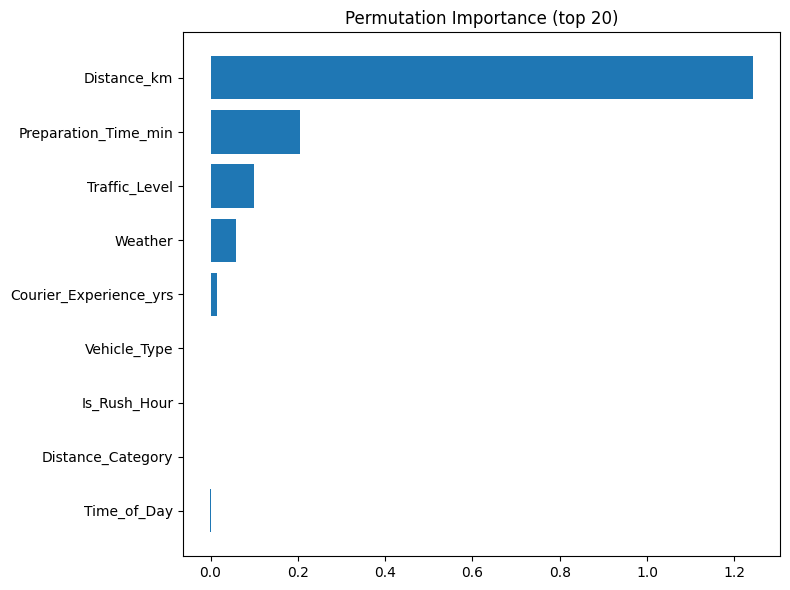 Permutation Importance (top 20)
Distance_km
Preparation_Time_min
Traffic_Level
Weather
Courier_Experience_yrs
Vehicle_Type
Is_Rush_Hour
Distance_Category
Time_of_Day
0.0 0.2 0.4 0.6 0.8 1.0 1.2